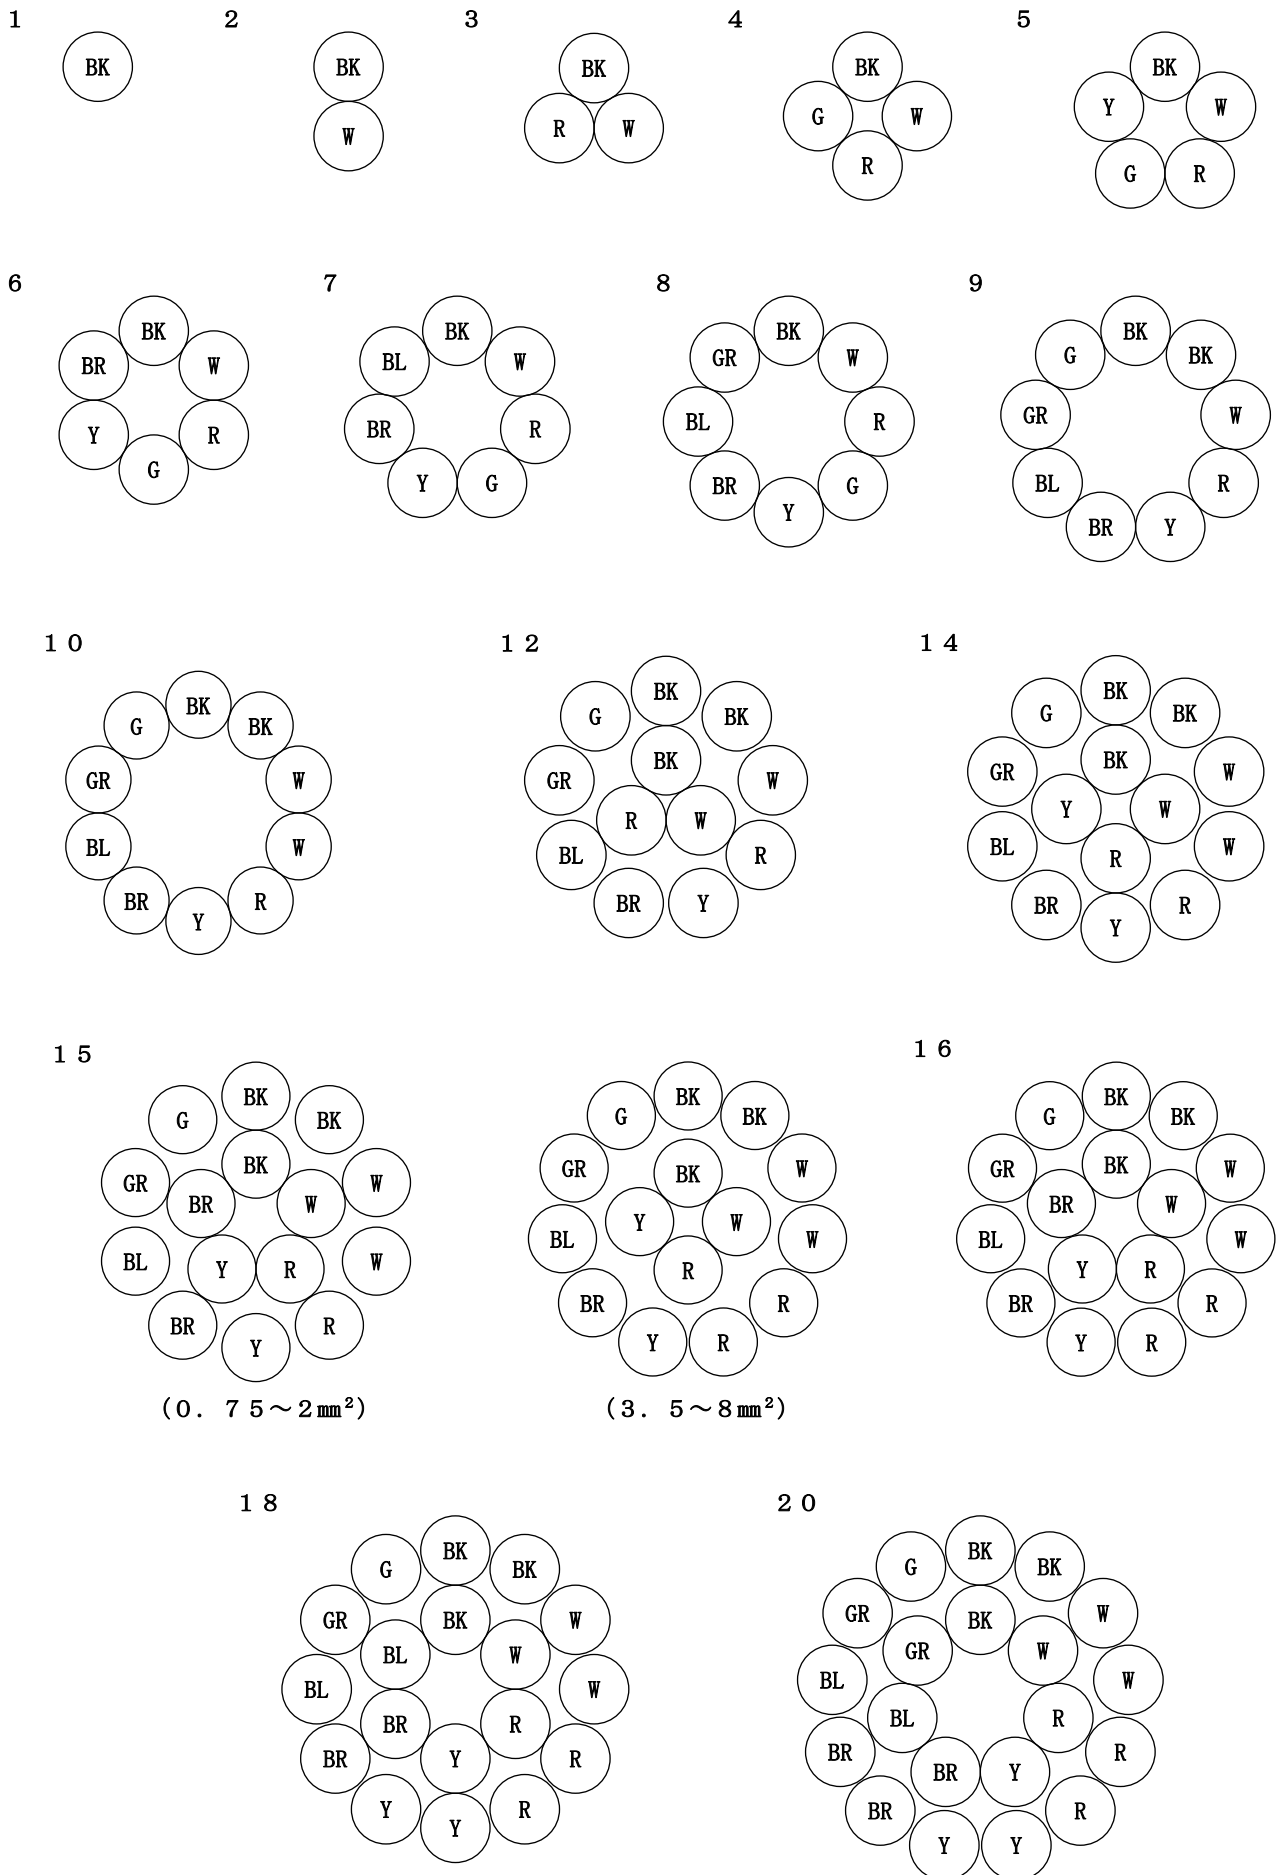 1 2 3 4 5
BK BK BK BK BK
W R W G W R Y W G R
6 7 8 9
BK BK BK BK BK
BR W BL W GR W G
Y R BR R BL R GR W
G Y G BR G BL R
Y BR Y
10 12 14
BK BK BK
G BK G BK G BK
GR W BK GR W BK GR W
BL W R W BL R Y W BL W
BR R BR Y R BR R
Y Y
15 16
BK BK BK
G BK G BK G BK
BK GR W BK GR W BK GR W
BR W BL W Y W BL W BR W BL W
Y R BR R R BR R Y R BR R
Y Y R Y R
(0. 75～2㎜²) (3. 5～8㎜²)
18 20
BK BK
G BK G BK
GR BK W GR BK W
BL W GR W
BL W BL W
BR R BL R
BR Y R BR BR Y R
Y R BR R
Y Y Y